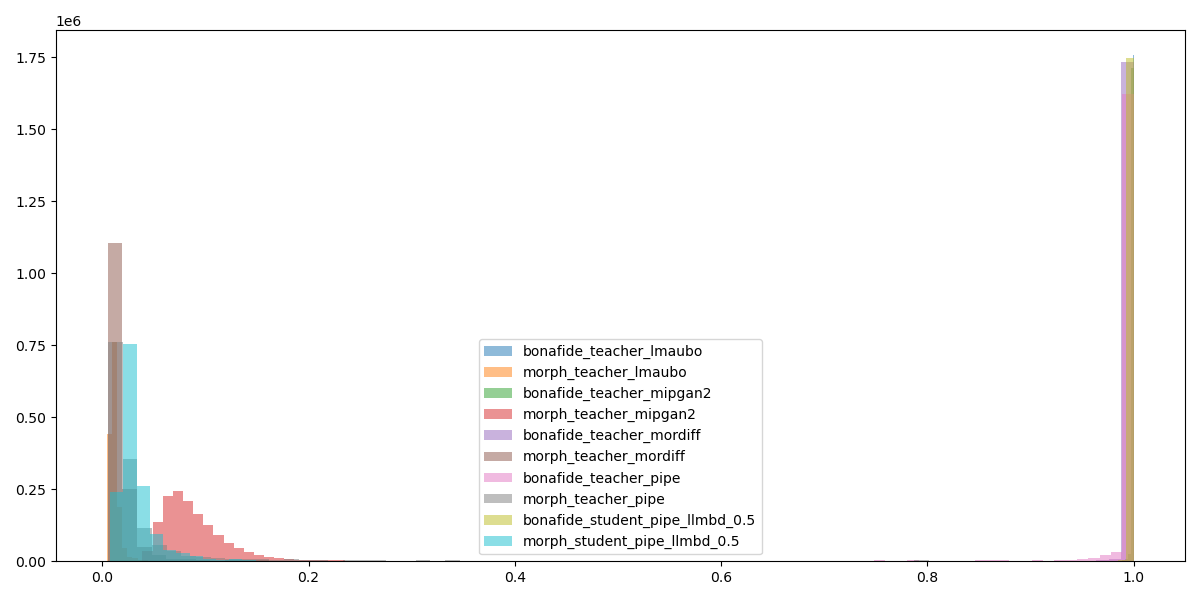 1e6
1.75
1.50
1.25
1.00
0.75
0.50
0.25
0.00
bonafide_teacher_lmaubo
morph_teacher_lmaubo
bonafide_teacher_mipgan2
morph_teacher_mipgan2
bonafide_teacher_mordiff
morph_teacher_mordiff
bonafide_teacher_pipe
morph_teacher_pipe
bonafide_student_pipe_llmbd_0.5
morph_student_pipe_llmbd_0.5
0.0 0.2 0.4 0.6 0.8 1.0